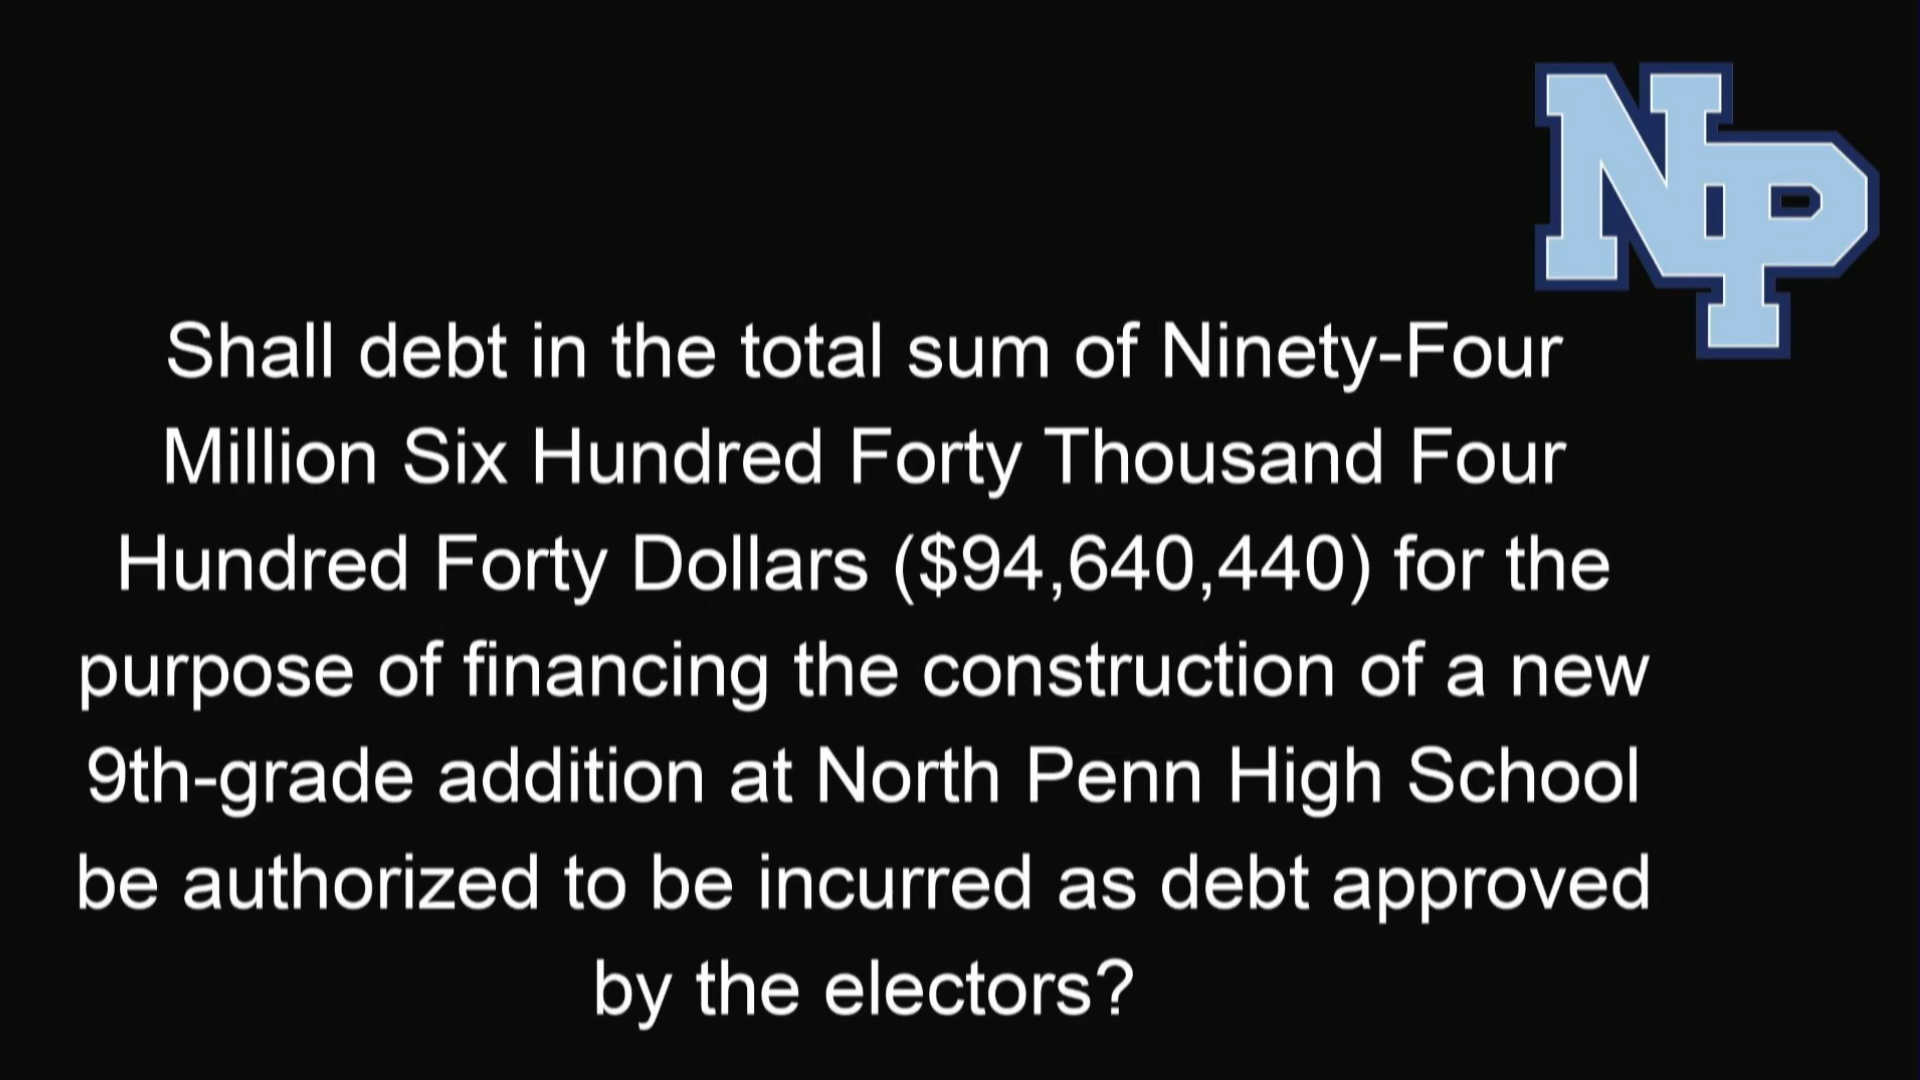 NP
Shall debt in the total sum of Ninety-Four
Million Six Hundred Forty Thousand Four
Hundred Forty Dollars ($94,640,440) for the
purpose of financing the construction of a new
9th-grade addition at North Penn High School
be authorized to be incurred as debt approved
by the electors?